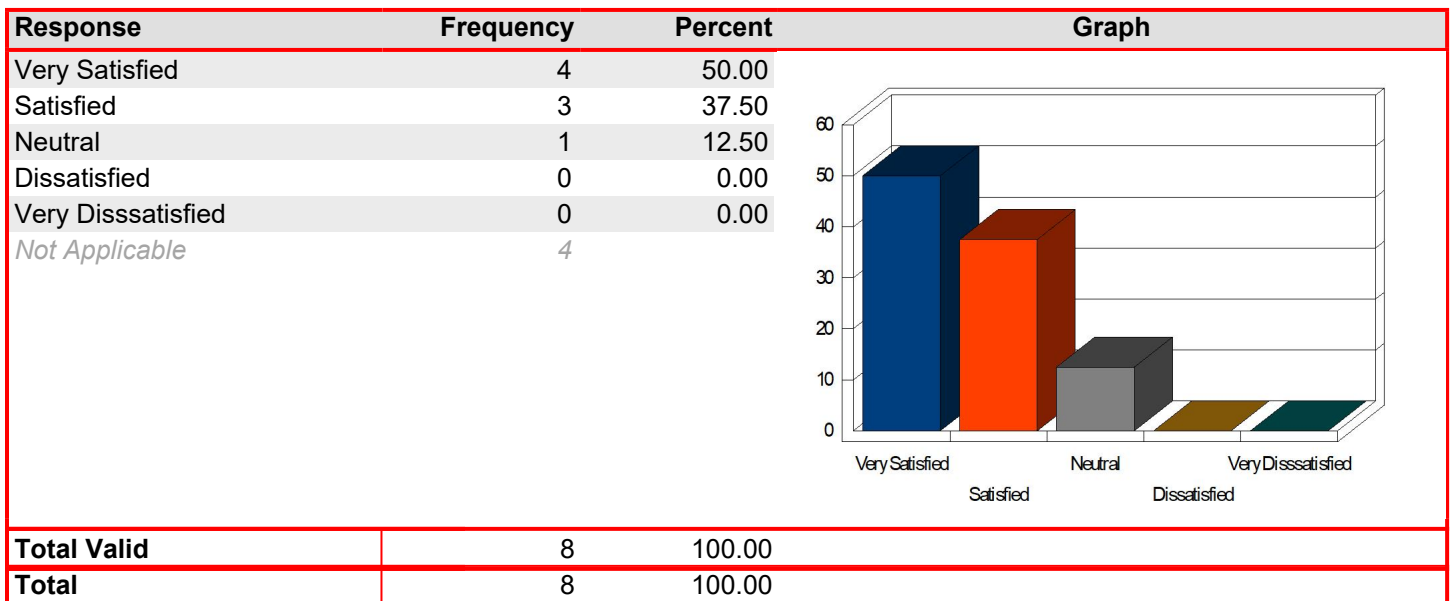 Response Frequency Percent Graph
Very Satisfied 4 50.00
Satisfied 3 37.50
Neutral 1 12.50
Dissatisfied 0 0.00
Very Disssatisfied 0 0.00
Not Applicable 4
60
50
40
30
20
10
0
Very Satisfied Neutral Very Disssatisfied
Satisfied Dissatisfied
Total Valid 8 100.00
Total 8 100.00